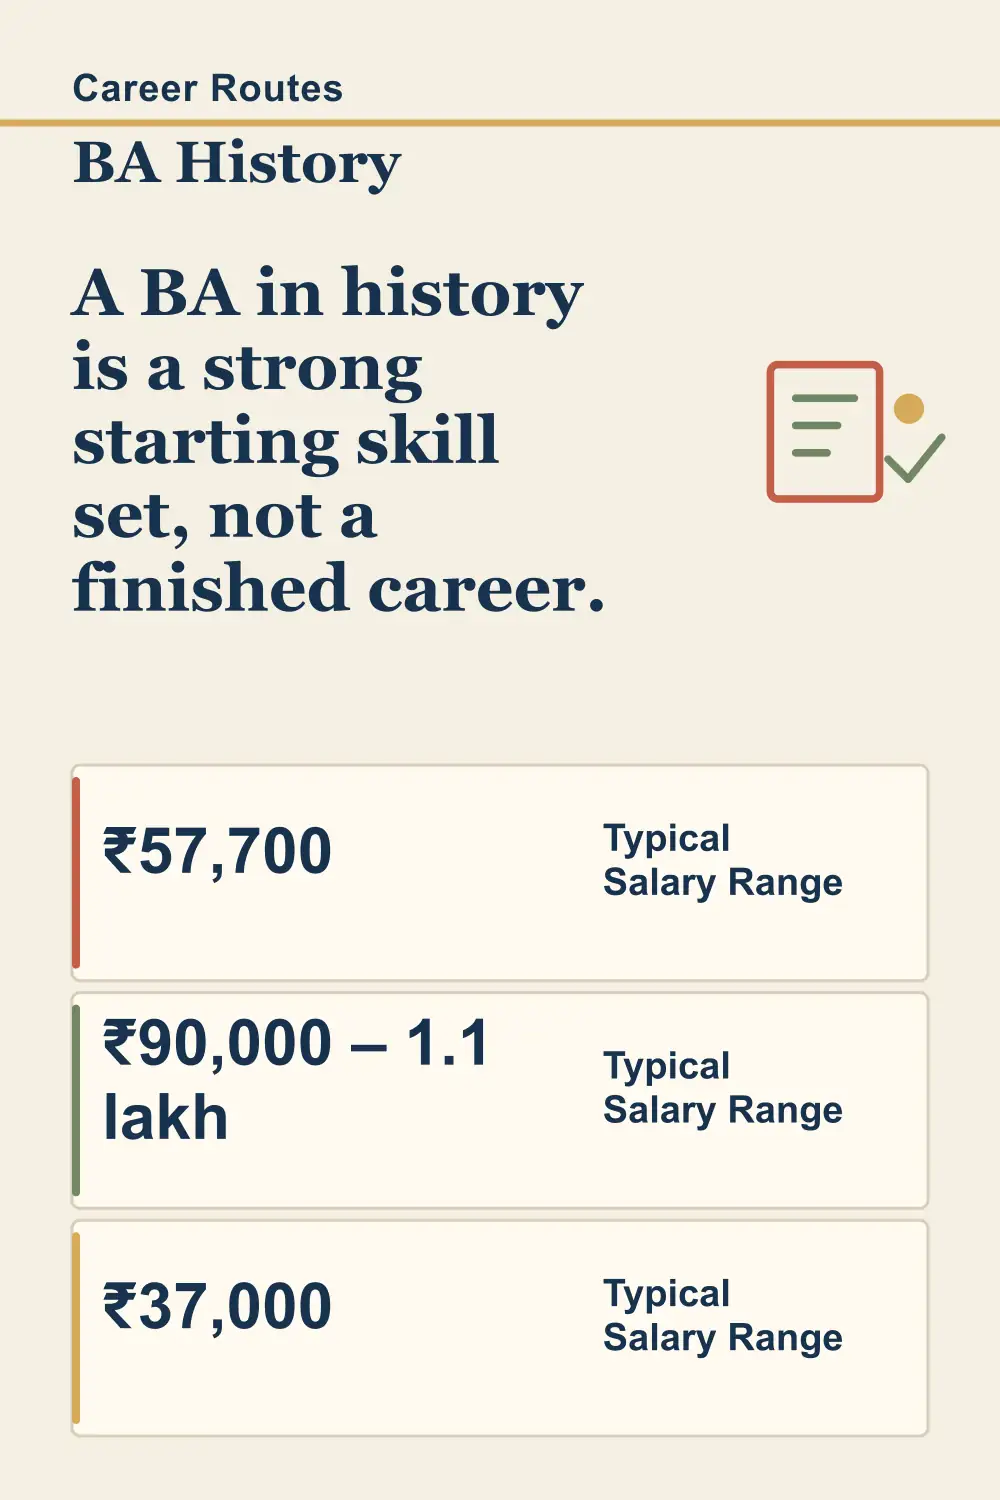 Career Routes
BA History
A BA in history
is a strong
starting skill
set, not a
finished career.
₹57,700
Typical
Salary Range
₹90,000 – 1.1
lakh
Typical
Salary Range
₹37,000
Typical
Salary Range